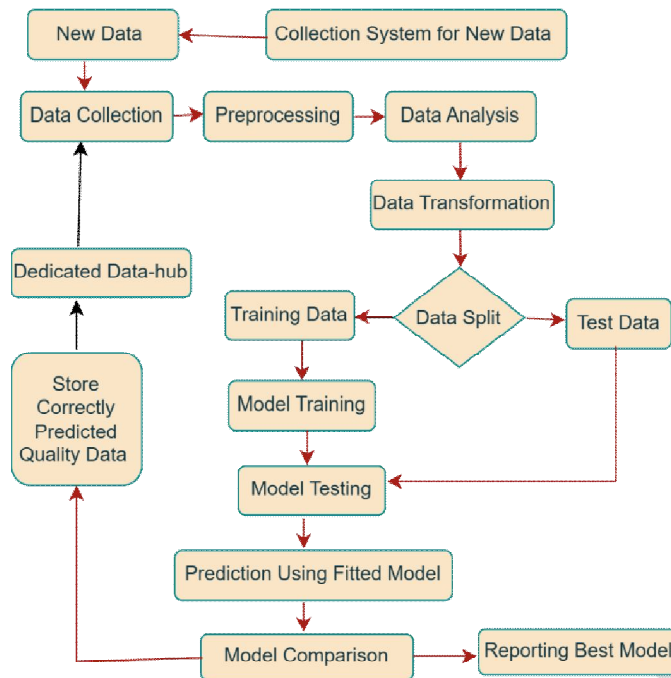 New Data
Collection System for New Data
Data Collection
Preprocessing
Data Analysis
Data Transformation
Dedicated Data-hub
Training Data
Data Split
Test Data
Store
Correctly
Predicted
Quality Data
Model Training
Model Testing
Prediction Using Fitted Model
Model Comparison
Reporting Best Model